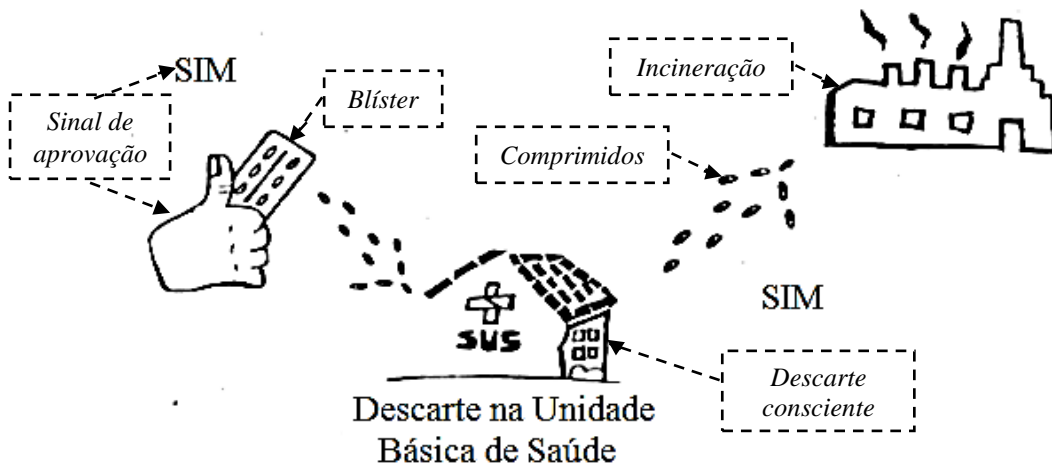 SIM
Sinal de
aprovação
Blíster
Incineração
Comprimidos
SUS
SIM
Descarte
consciente
Descarte na Unidade
Básica de Saúde